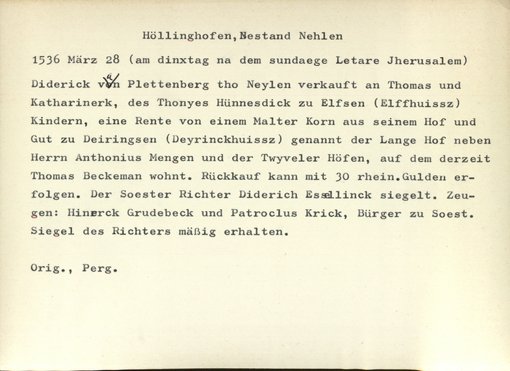 Höllinghofen, Bestand Nehlen
1536 März 28 (am dinxtag na dem sundaege Letare Jherusalem)
Diderick van Plettenberg tho Neylen verkauft an Thomas und
Katharinerk, des Thonyes Hünnesdick zu Elfsen (Elffhuissz)
Kindern, eine Rente von einem Malter Korn aus seinem Hof und
Gut zu Deiringsen (Deyrinckhuissz) genannt der Lange Hof neben
Herrn Anthonius Mengen und der Twyveler Höfen, auf dem derzeit
Thomas Beckeman wohnt. Rückkauf kann mit 30 rhein.Gulden er-
folgen. Der Soester Richter Diderich Essellinck siegelt. Zeu-
gen: Hinrerck Grudebeck und Patroclus Krick, Bürger zu Soest.
Siegel des Richters mäßig erhalten.
Orig., Perg.